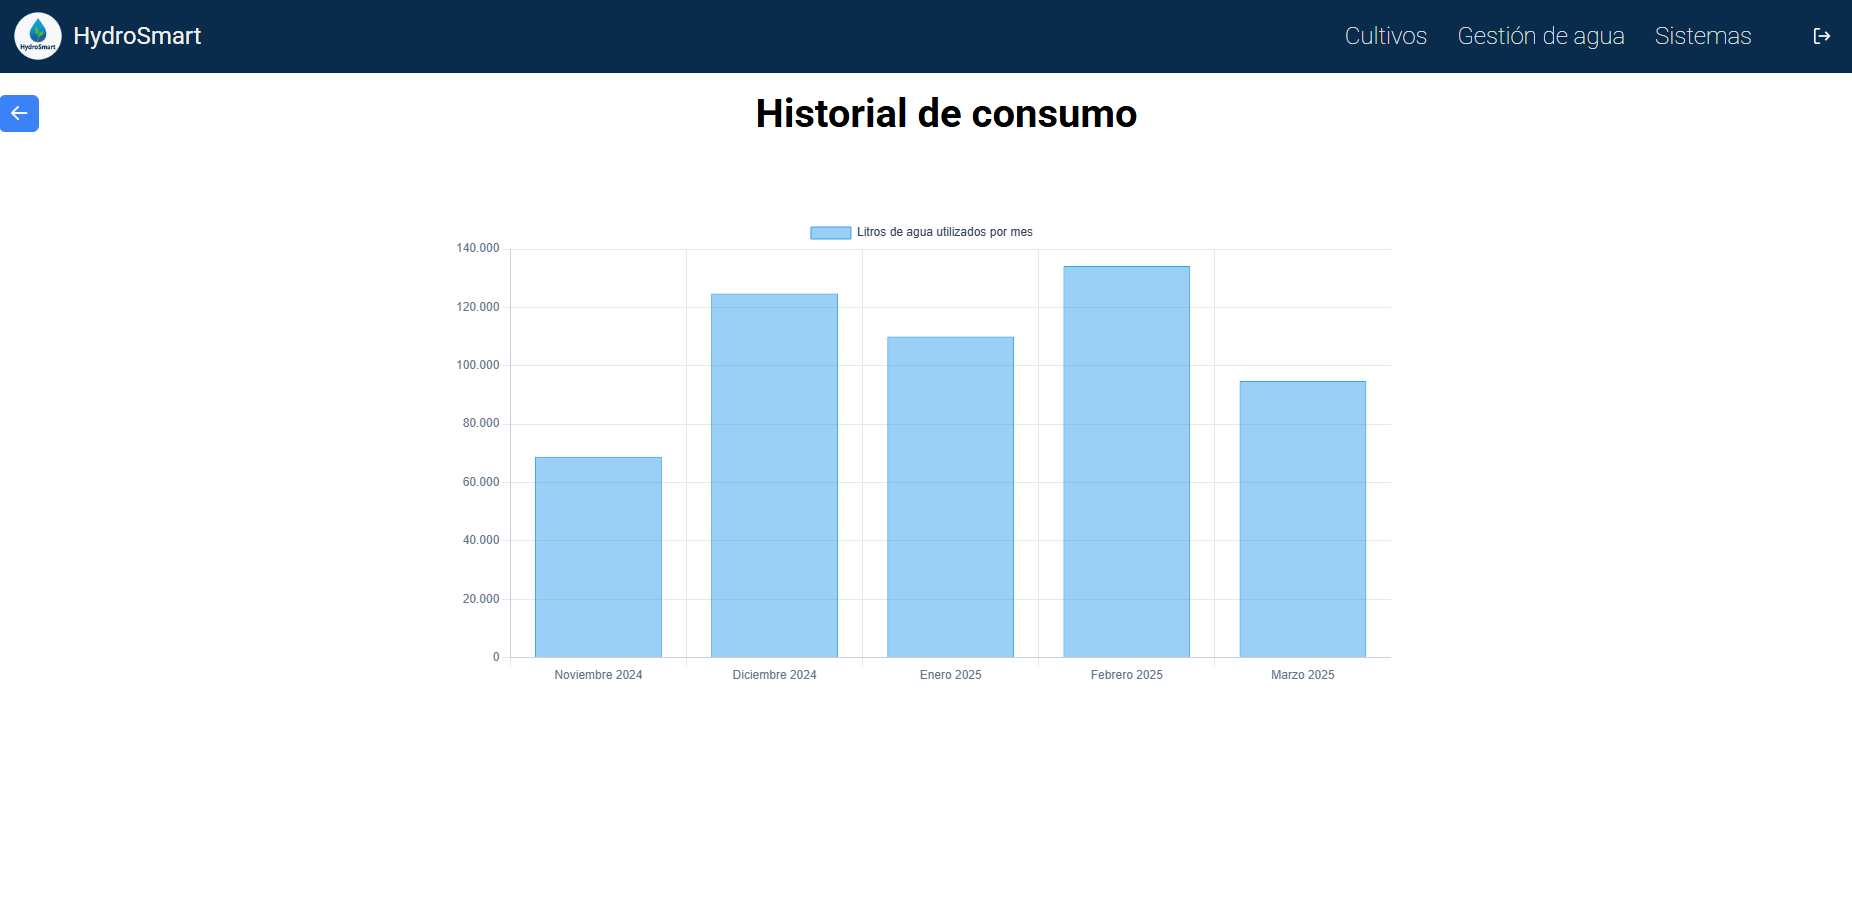 HydroSmart
HydroSmart
Cultivos
Gestión de agua
Sistemas
Historial de consumo
Litros de agua utilizados por mes
140.000
120.000
100.000
80.000
60.000
40.000
20.000
0
Noviembre 2024
Diciembre 2024
Enero 2025
Febrero 2025
Marzo 2025